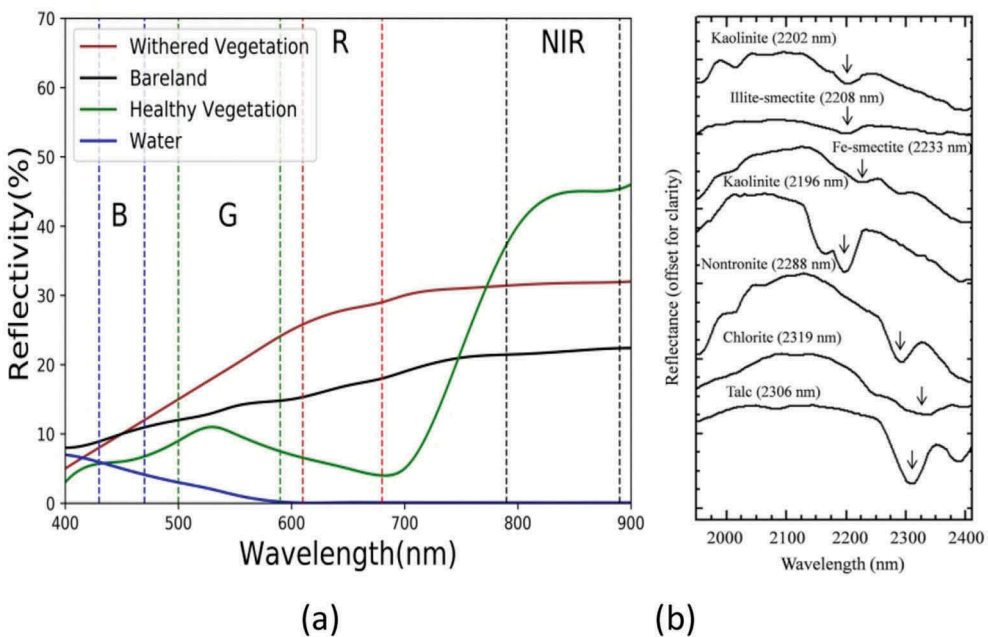 70
60
50
40
30
20
10
0
Reflectivity(%)
Withered Vegetation
Bareland
Healthy Vegetation
Water
B
G
R
NIR
400
500
600
700
800
900
Wavelength(nm)
(a)
Kaolinite (2202 nm)
Illite-smectite (2208 nm)
Fe-smectite (2233 nm)
Kaolinite (2196 nm)
Nontronite (2288 nm)
Chlorite (2319 nm)
Talc (2306 nm)
Reflectance (offset for clarity)
2000
2100
2200
2300
2400
Wavelength (nm)
(b)